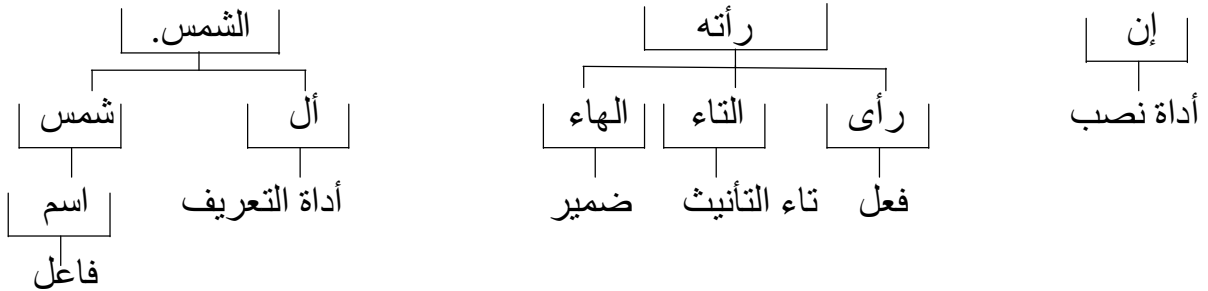 إن رأته الشمس.
أداة نصب رأى التاء الهاء أل شمس
فعل تاء التأنيث ضمير أداة التعريف اسم
فاعل